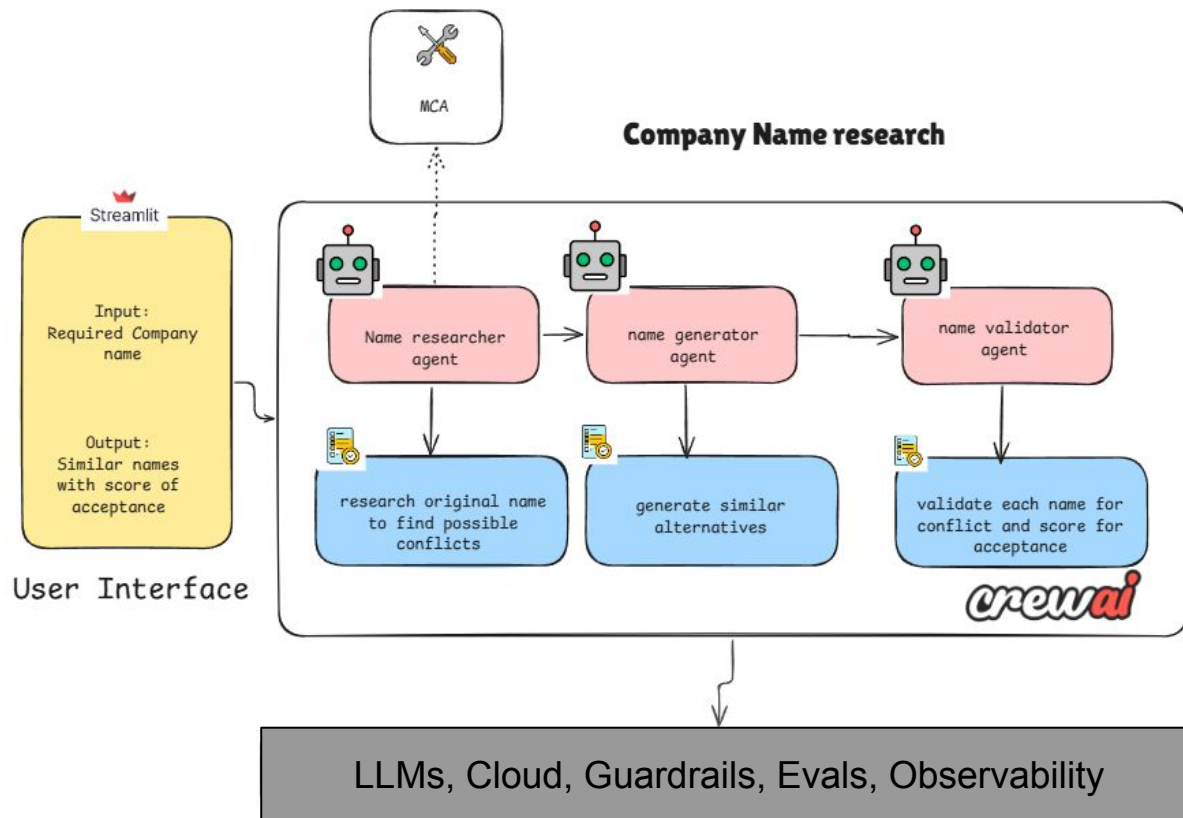 MCA
Company Name research
Streamlit
Input:
Required Company
name
Output:
Similar names
with score of
acceptance
User Interface
Name researcher
agent
name generator
agent
name validator
agent
research original name
to find possible
conflicts
generate similar
alternatives
validate each name for
conflict and score for
acceptance
crewai
LLMs, Cloud, Guardrails, Evals, Observability